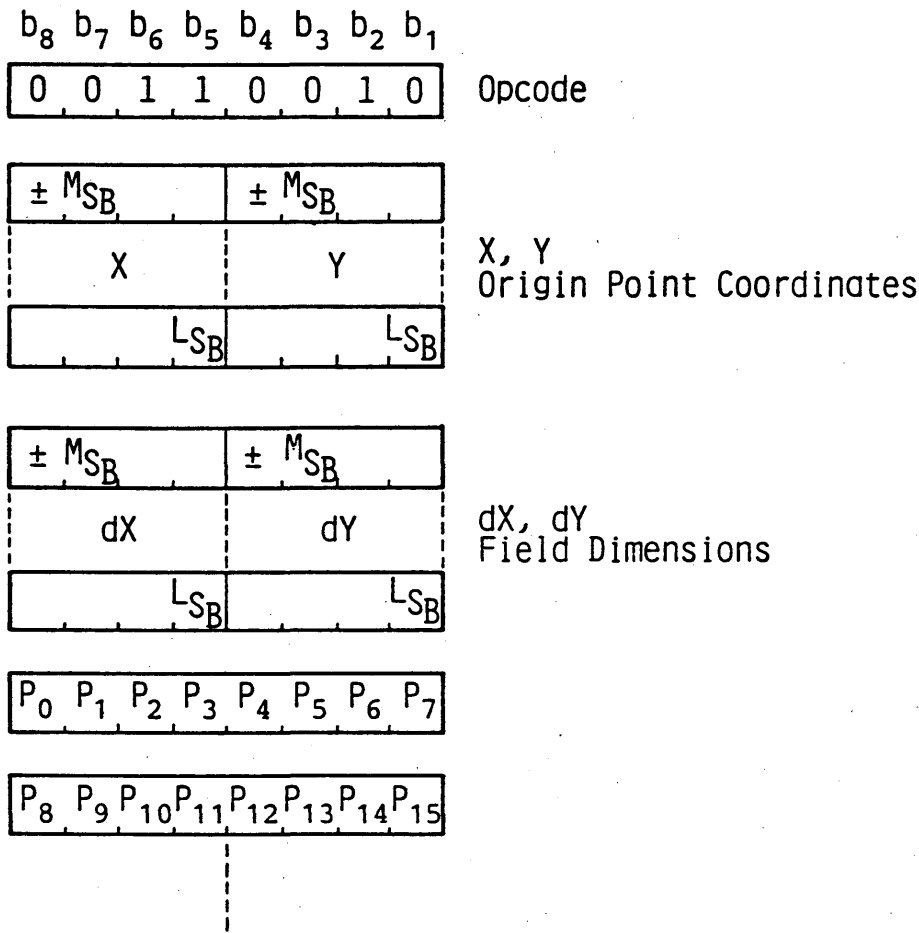 b₈ b₇ b₆ b₅ b₄ b₃ b₂ b₁
0 0 1 1 0 0 1 0 Opcode
± MSB ± MSB
X Y X, Y
Origin Point Coordinates
LSB LSB
± MSB ± MSB
dX dY dX, dY
Field Dimensions
LSB LSB
P₀ P₁ P₂ P₃ P₄ P₅ P₆ P₇
P₈ P₉ P₁₀ P₁₁ P₁₂ P₁₃ P₁₄ P₁₅